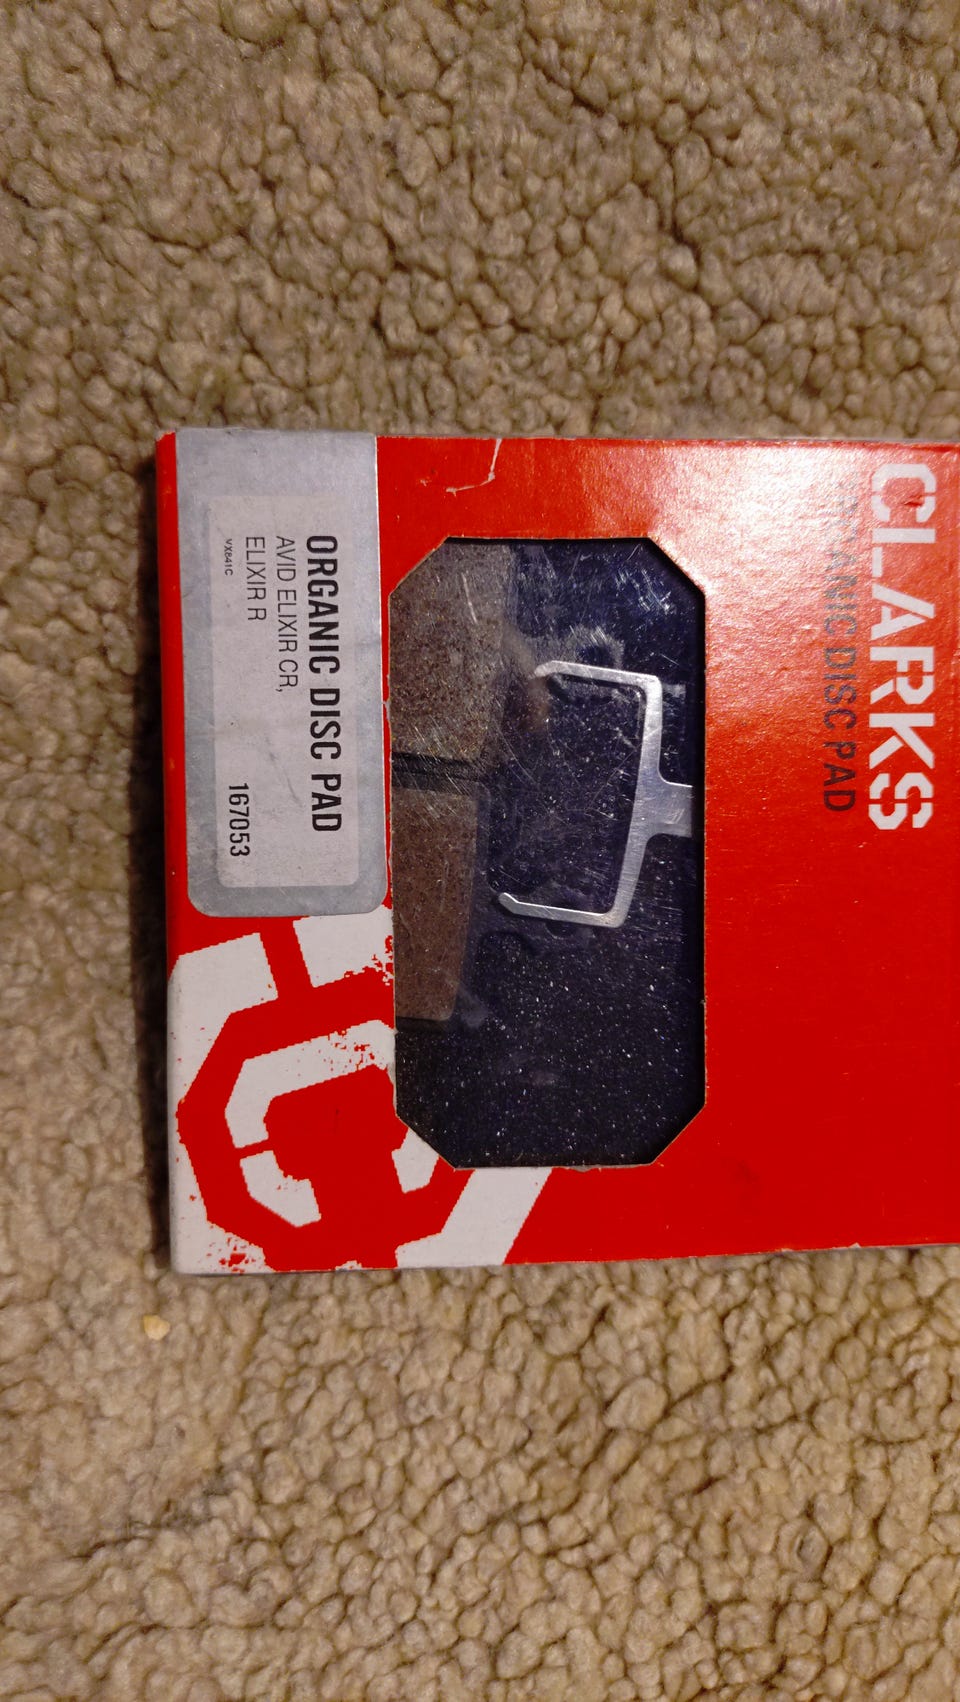 CLARKS
ORGANIC DISC PAD
ORGANIC DISC PAD
AVID ELIXIR CR,
ELIXIR R
VX841C
167053